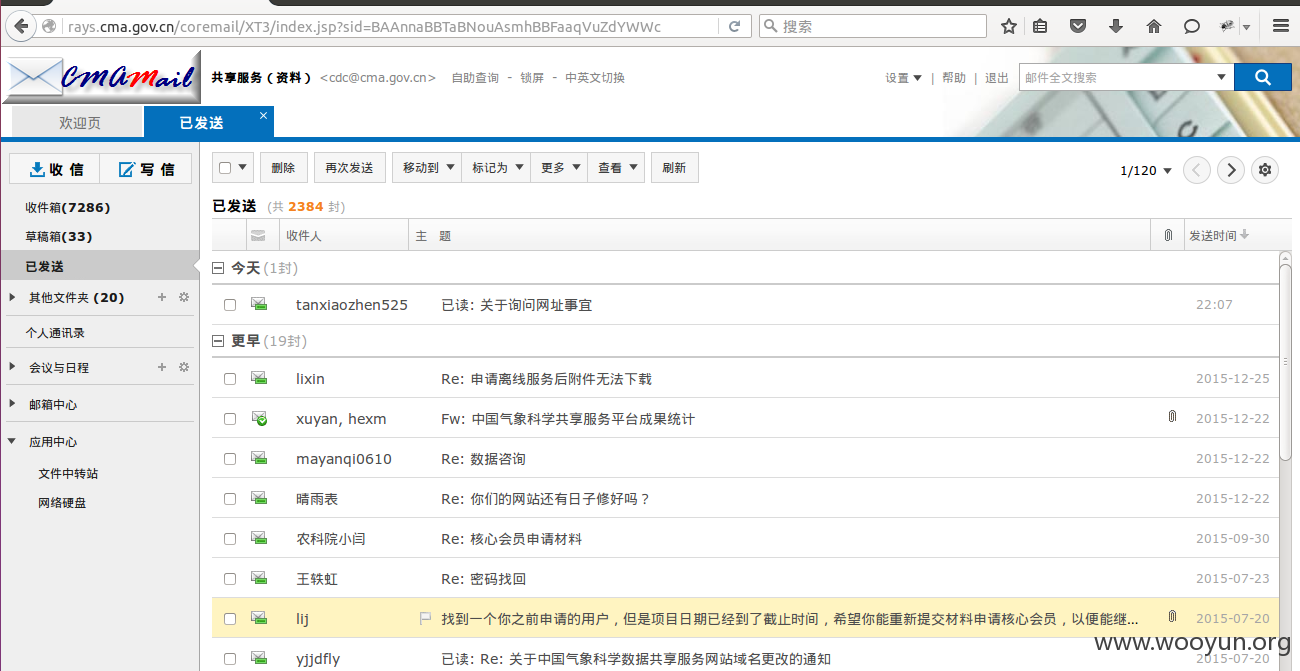 rays.cma.gov.cn/coremail/XT3/index.jsp?sid=BAAnnaBBTaBNouAsmhBBFaaqVuZdYWWc 搜索
CMAMail 共享服务（资料） <cdc@cma.gov.cn> 自助查询 - 锁屏 - 中英文切换 设置 | 帮助 | 退出 邮件全文搜索
欢迎页 已发送
收 信 写 信
收件箱(7286)
草稿箱(33)
已发送
其他文件夹 (20)
个人通讯录
会议与日程
邮箱中心
应用中心
文件中转站
网络硬盘
删除 再次发送 移动到 标记为 更多 查看 刷新 1/120
已发送 (共 2384 封)
收件人 主 题 发送时间
今天 (1封)
tanxiaozhen525 已读: 关于询问网址事宜 22:07
更早 (19封)
lixin Re: 申请离线服务后附件无法下载 2015-12-25
xuyan, hexm Fw: 中国气象科学共享服务平台成果统计 2015-12-22
mayanqi0610 Re: 数据咨询 2015-12-22
晴雨表 Re: 你们的网站还有日子修好吗？ 2015-12-22
农科院小闫 Re: 核心会员申请材料 2015-09-30
王轶虹 Re: 密码找回 2015-07-23
lij 找到一个你之前申请的用户，但是项目日期已经到了截止时间，希望你能重新提交材料申请核心会员，以便能继... 2015-07-20
yjjdfly 已读: Re: 关于中国气象科学数据共享服务网站域名更改的通知 2015-07-20
www.wooyun.org